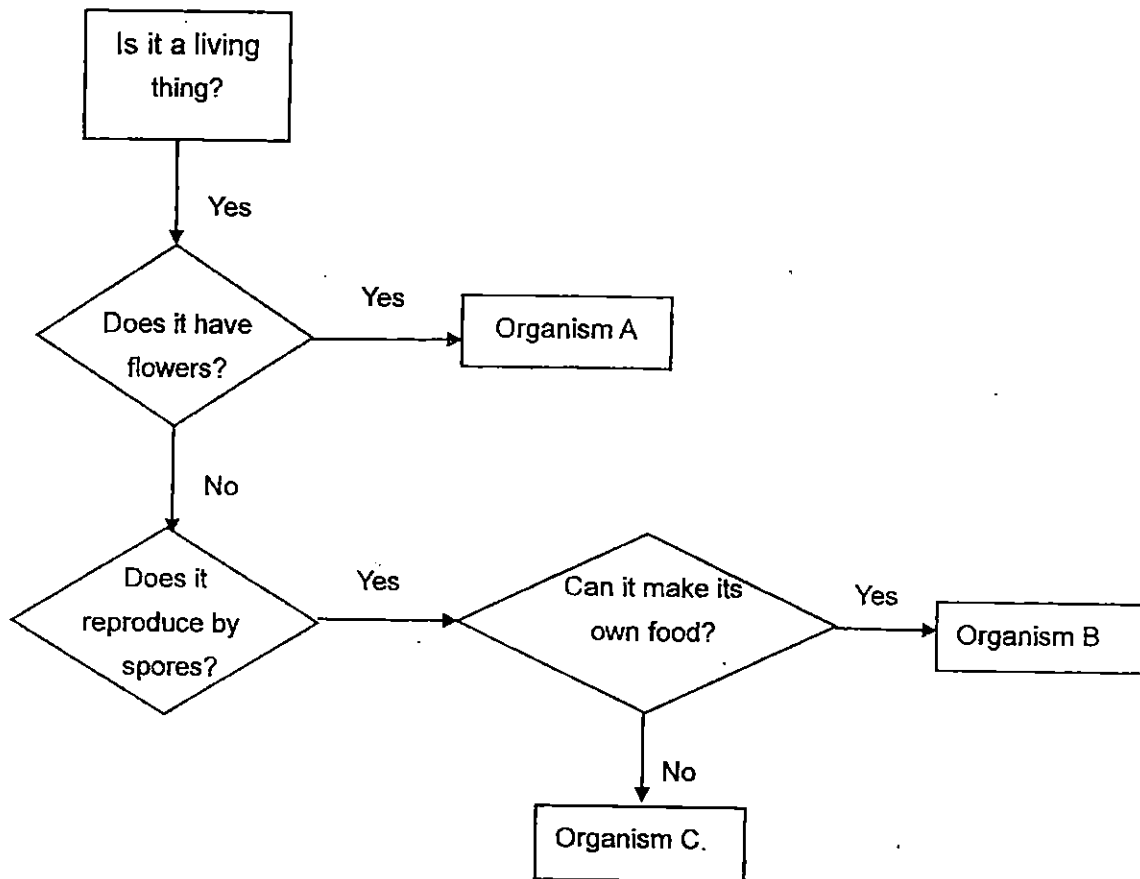 Is it a living
thing?
Yes
Does it have
flowers?
Yes
Organism A
No
Does it
reproduce by
spores?
Yes
Can it make its
own food?
Yes
Organism B
No
Organism C.